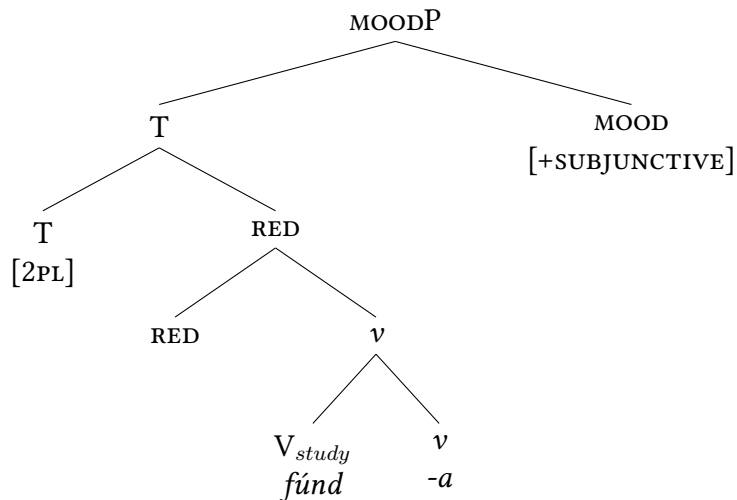 MOODP
T MOOD
[+SUBJUNCTIVE]
T RED
[2PL]
RED v
V_study v
fúnd -a